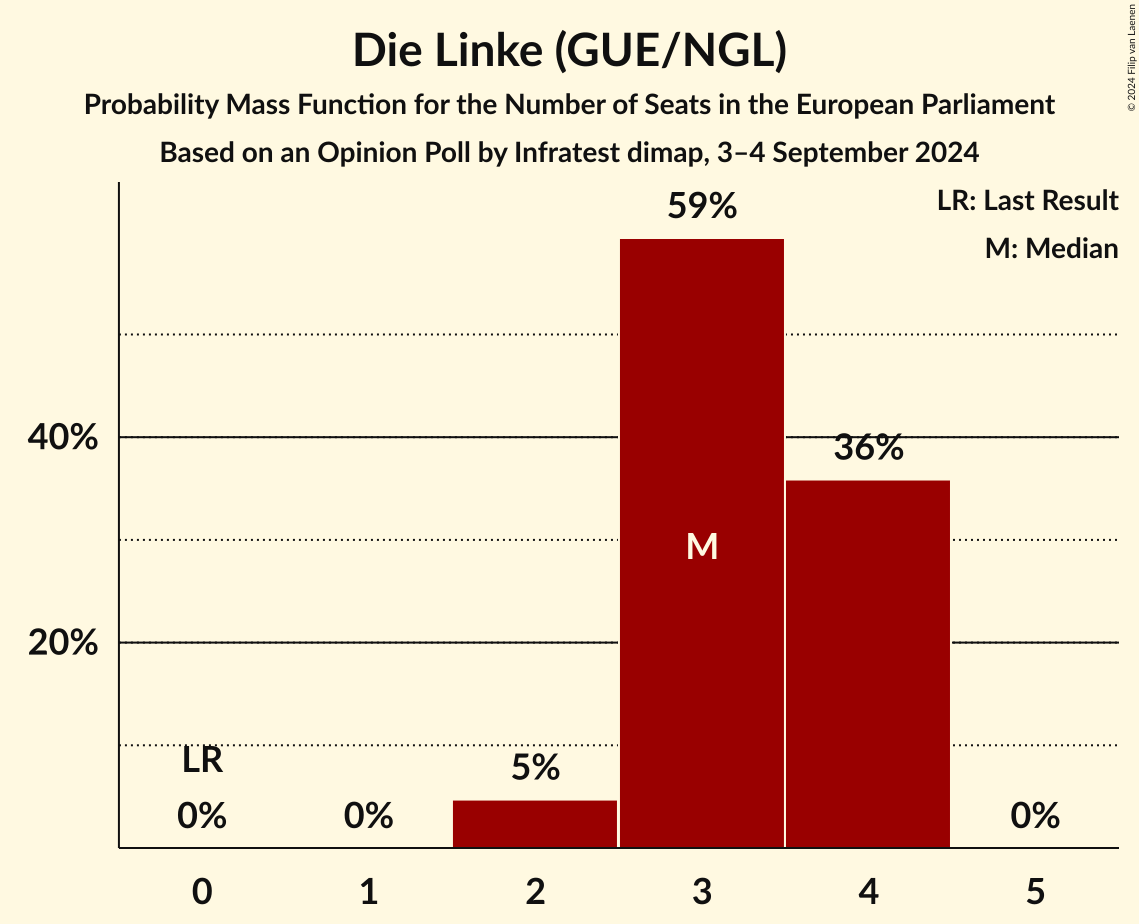 Die Linke (GUE/NGL)
Probability Mass Function for the Number of Seats in the European Parliament
Based on an Opinion Poll by Infratest dimap, 3–4 September 2024
© 2024 Filip van Laenen
LR: Last Result
M: Median
59%
40%
36%
M
20%
LR
5%
0%
0%
0%
0
1
2
3
4
5